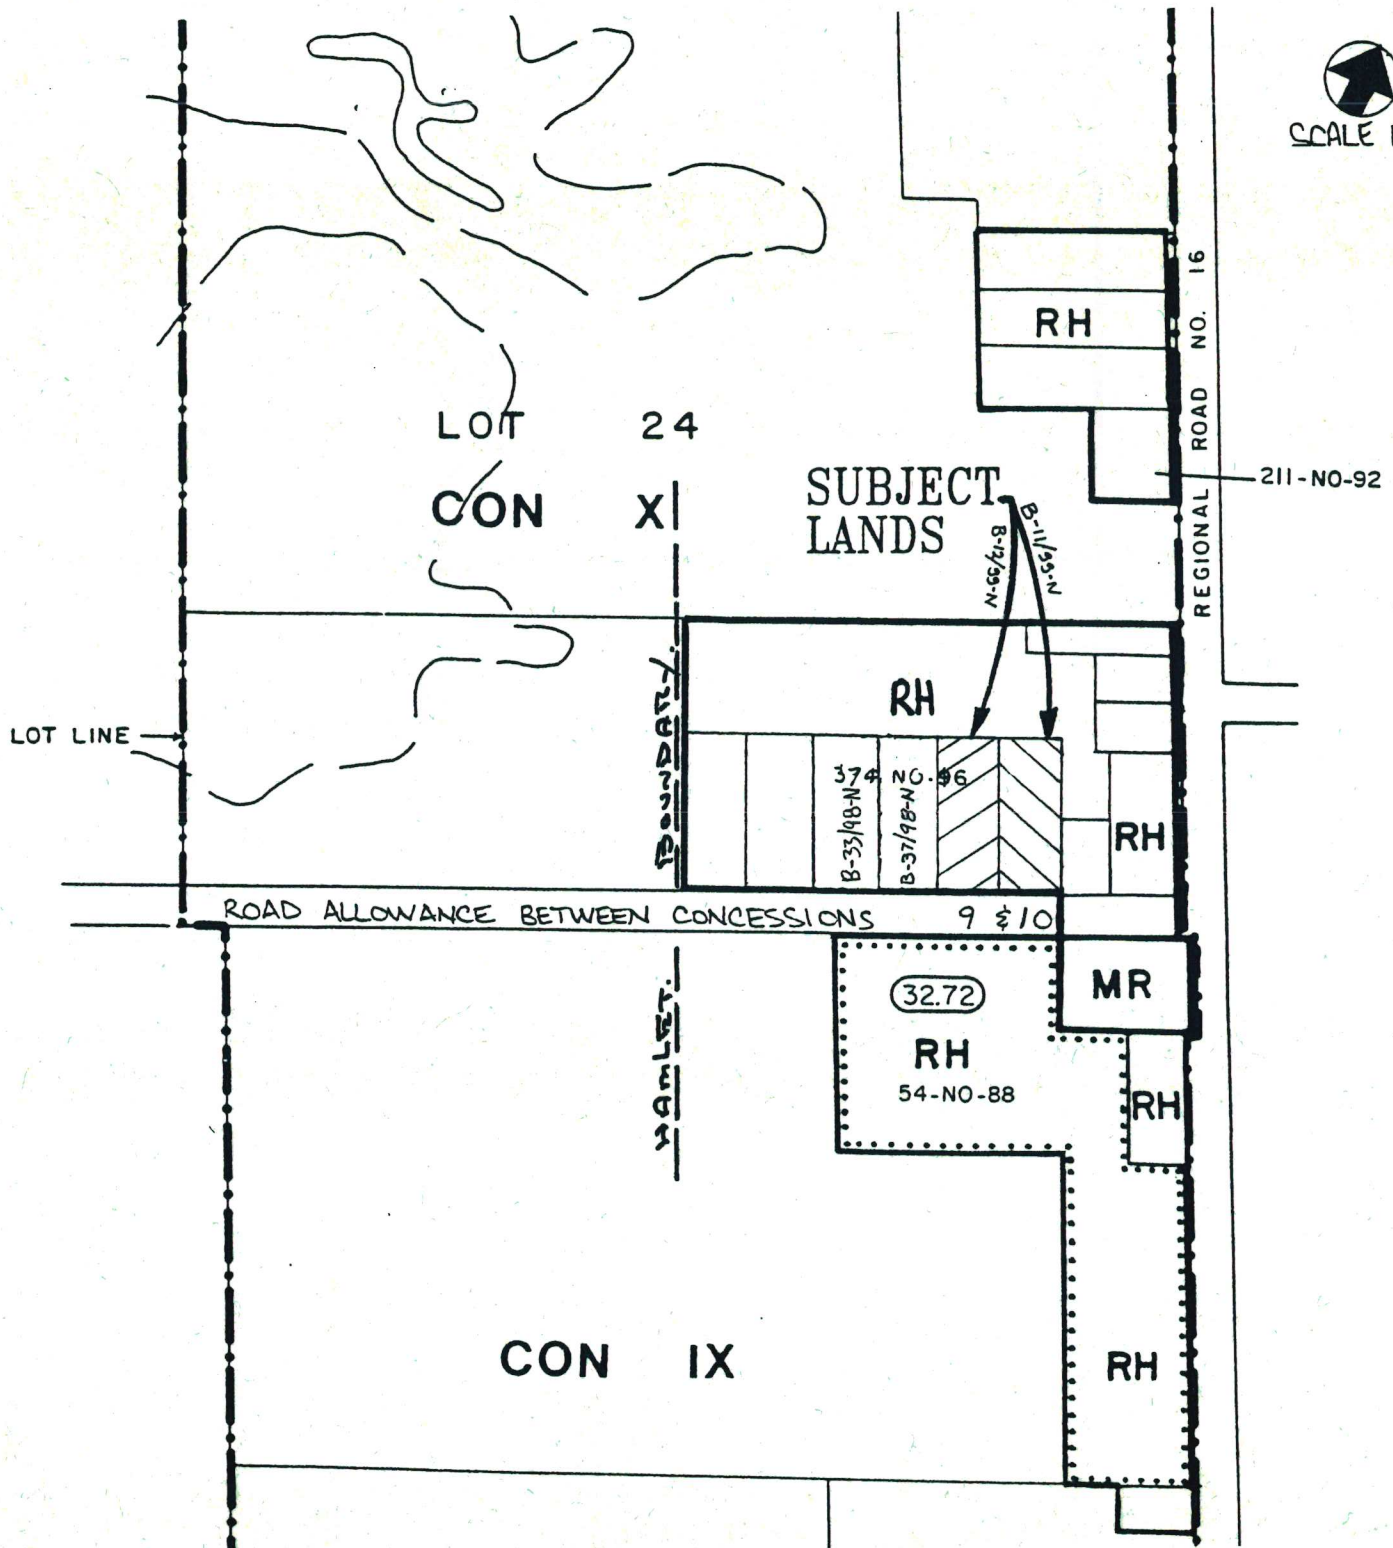 SCALE
RH
REGIONAL ROAD NO. 16
LOT 24
CON X
211-NO-92
SUBJECT
LANDS
B-12/99-N
B-11/99-N
RH
LOT LINE
BOUNDARY.
374 NO.-96
B-33/98-N
B-37/98-N
RH
ROAD ALLOWANCE BETWEEN CONCESSIONS 9 & 10
HAMLET.
32.72
RH
54-NO-88
MR
RH
CON IX
RH